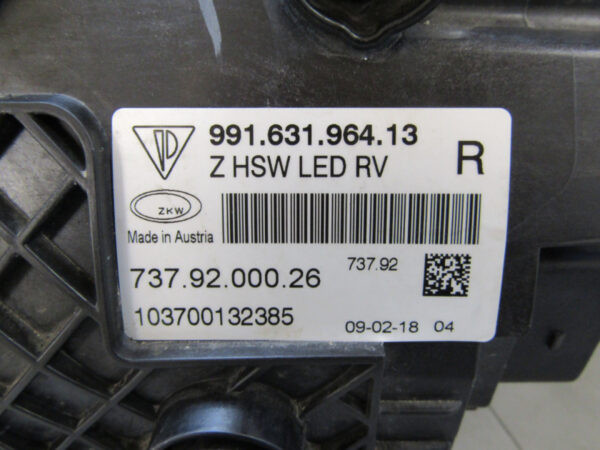 991.631.964.13
Z HSW LED RV
R
ZKW
Made in Austria
737.92
737.92.000.26
103700132385
09-02-18 04